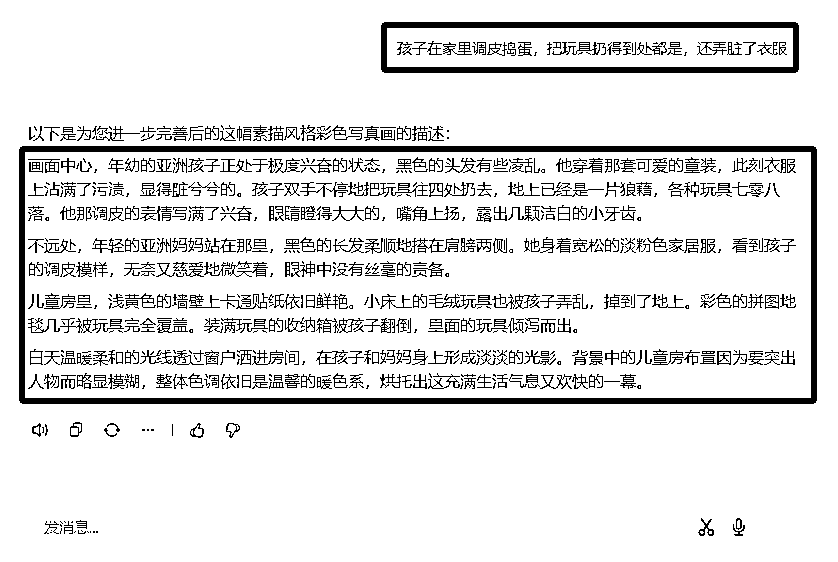 孩子在家里调皮捣蛋，把玩具扔得到处都是，还弄脏了衣服
以下是为您进一步完善后的这幅素描风格彩色写真画的描述：
画面中心，年幼的亚洲孩子正处于极度兴奋的状态，黑色的头发有些凌乱。他穿着那套可爱的童装，此刻衣服
上沾满了污渍，显得脏兮兮的。孩子双手不停地把玩具往四处扔去，地上已经是一片狼藉，各种玩具七零八
落。他那调皮的表情写满了兴奋，眼睛瞪得大大的，嘴角上扬，露出几颗洁白的小牙齿。
不远处，年轻的亚洲妈妈站在那里，黑色的长发柔顺地搭在肩膀两侧。她身着宽松的淡粉色家居服，看到孩子
的调皮模样，无奈又慈爱地微笑着，眼神中没有丝毫的责备。
儿童房里，浅黄色的墙壁上卡通贴纸依旧鲜艳。小床上的毛绒玩具也被孩子弄乱，掉到了地上。彩色的拼图地
毯几乎被玩具完全覆盖。装满玩具的收纳箱被孩子翻倒，里面的玩具倾泻而出。
白天温暖柔和的光线透过窗户洒进房间，在孩子和妈妈身上形成淡淡的光影。背景中的儿童房布置因为要突出
人物而略显模糊，整体色调依旧是温馨的暖色系，烘托出这充满生活气息又欢快的一幕。
发消息...